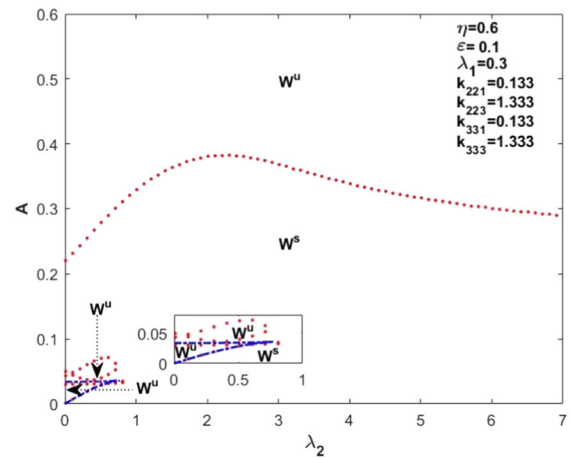 0.6
0.5
0.4
0.3
0.2
0.1
0
A
0 1 2 3 4 5 6 7
λ2
η=0.6
ε= 0.1
λ1=0.3
k221=0.133
k223=1.333
k331=0.133
k333=1.333
Wu
Ws
Wu
Wu
0.05
0
Wu
Wu
Ws
0 0.5 1